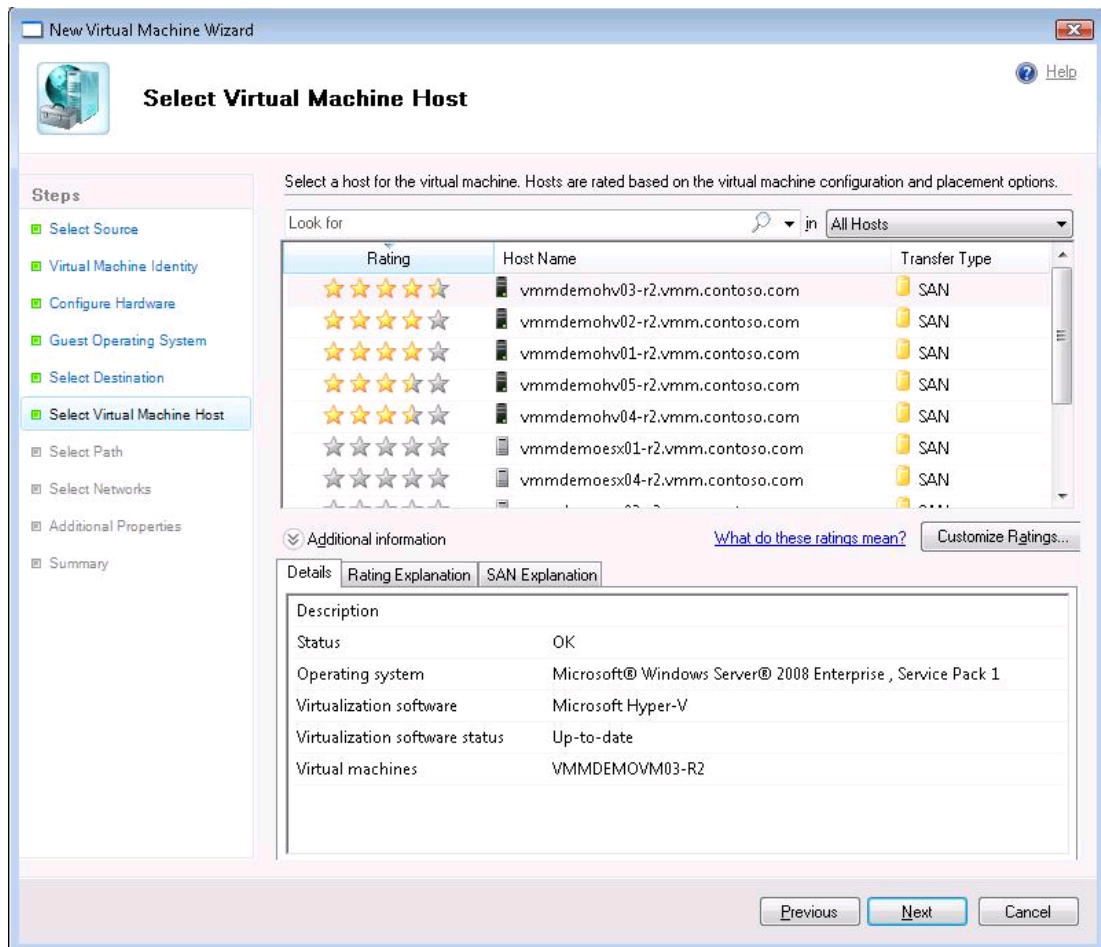 New Virtual Machine Wizard
Select Virtual Machine Host
Help
Steps
Select Source
Virtual Machine Identity
Configure Hardware
Guest Operating System
Select Destination
Select Virtual Machine Host
Select Path
Select Networks
Additional Properties
Summary
Select a host for the virtual machine. Hosts are rated based on the virtual machine configuration and placement options.
Look for in All Hosts
Rating Host Name Transfer Type
vmmdemohv03-r2.vmm.contoso.com SAN
vmmdemohv02-r2.vmm.contoso.com SAN
vmmdemohv01-r2.vmm.contoso.com SAN
vmmdemohv05-r2.vmm.contoso.com SAN
vmmdemohv04-r2.vmm.contoso.com SAN
vmmdemoesx01-r2.vmm.contoso.com SAN
vmmdemoesx04-r2.vmm.contoso.com SAN
Additional information What do these ratings mean? Customize Ratings...
Details Rating Explanation SAN Explanation
Description
Status OK
Operating system Microsoft® Windows Server® 2008 Enterprise , Service Pack 1
Virtualization software Microsoft Hyper-V
Virtualization software status Up-to-date
Virtual machines VMMDEMOVM03-R2
Previous Next Cancel